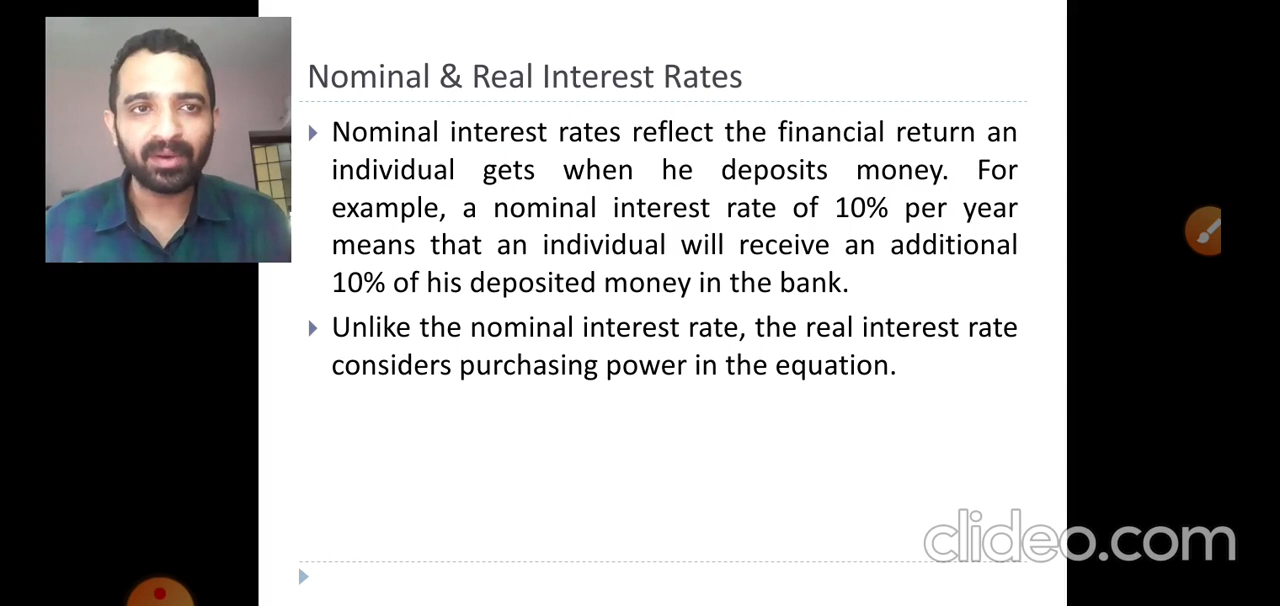 Nominal & Real Interest Rates
Nominal interest rates reflect the financial return an
individual gets when he deposits money. For
example, a nominal interest rate of 10% per year
means that an individual will receive an additional
10% of his deposited money in the bank.
Unlike the nominal interest rate, the real interest rate
considers purchasing power in the equation.
clideo.com